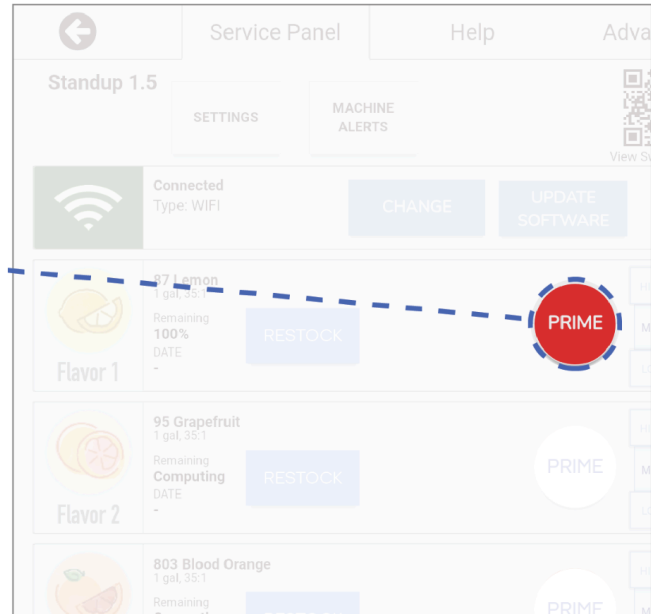 Service Panel
Help
Adva
Standup 1.5
SETTINGS
MACHINE
ALERTS
View Sw
Connected
Type: WIFI
CHANGE
UPDATE
SOFTWARE
87 Lemon
1 gal, 35:1
Remaining
100%
DATE
-
RESTOCK
PRIME
Flavor 1
95 Grapefruit
1 gal, 35:1
Remaining
Computing
DATE
-
RESTOCK
PRIME
Flavor 2
803 Blood Orange
1 gal, 35:1
Remaining
PRIME